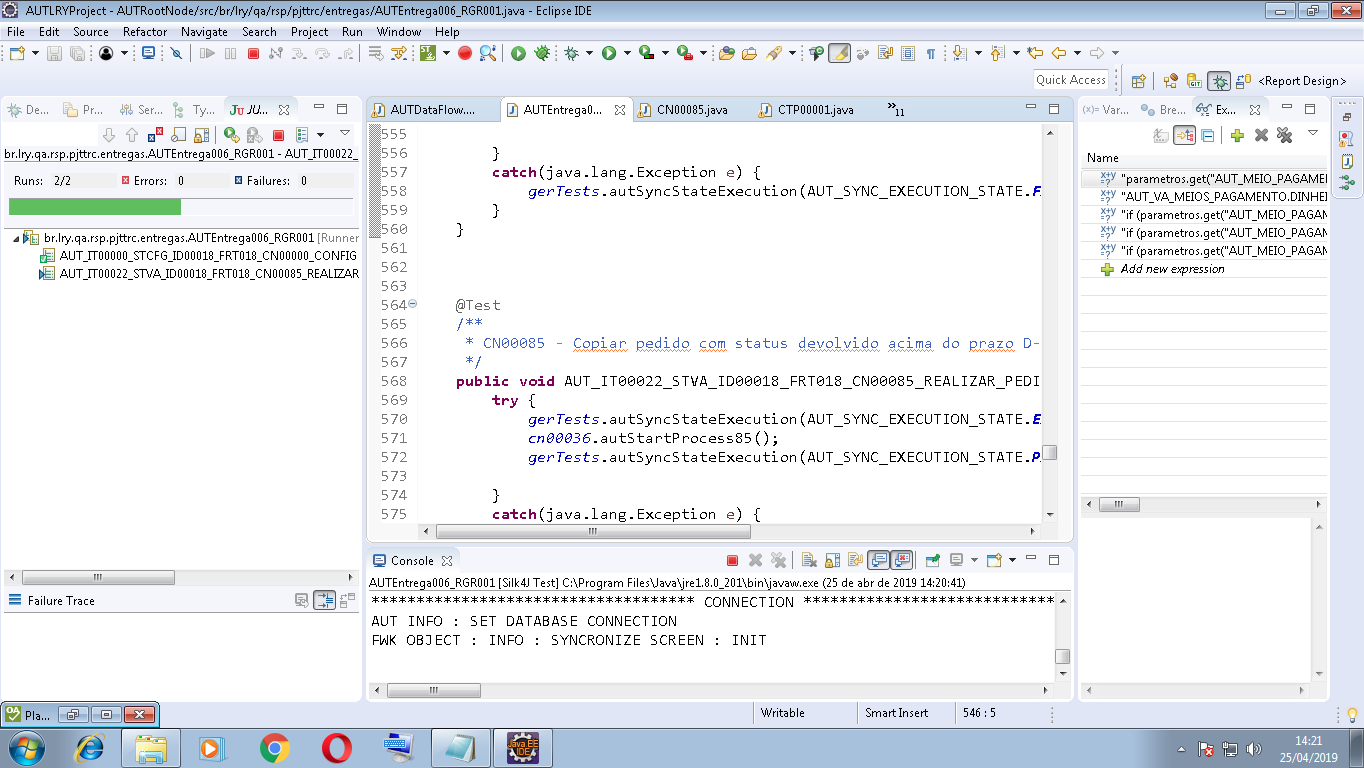 AUTLRYProject - AUTRootNode/src/br/lry/qa/rsp/pjttrc/entregas/AUTEntrega006_RGR001.java - Eclipse IDE
File Edit Source Refactor Navigate Search Project Run Window Help
Quick Access
<Report Design>
De...
Pr...
Ser...
Ty...
JU JU...
AUTDataFlow....
AUTEntrega0...
CN00085.java
CTP00001.java
»11
(x)= Var...
Bre...
Ex...
br.lry.qa.rsp.pjttrc.entregas.AUTEntrega006_RGR001 - AUT_IT00022_
Runs: 2/2
Errors: 0
Failures: 0
br.lry.qa.rsp.pjttrc.entregas.AUTEntrega006_RGR001 [Runner
AUT_IT00000_STCFG_ID00018_FRT018_CN00000_CONFIG
AUT_IT00022_STVA_ID00018_FRT018_CN00085_REALIZAR
Failure Trace
555
556 }
557 catch(java.lang.Exception e) {
558 gerTests.autSyncStateExecution(AUT_SYNC_EXECUTION_STATE.F
559 }
560 }
561
562
563
564 @Test
565 /**
566 * CN00085 - Copiar pedido com status devolvido acima do prazo D-
567 */
568 public void AUT_IT00022_STVA_ID00018_FRT018_CN00085_REALIZAR_PEDI
569 try {
570 gerTests.autSyncStateExecution(AUT_SYNC_EXECUTION_STATE.E
571 cn00036.autStartProcess85();
572 gerTests.autSyncStateExecution(AUT_SYNC_EXECUTION_STATE.P
573
574 }
575 catch(java.lang.Exception e) {
Name
"parametros.get("AUT_MEIO_PAGAME
"AUT_VA_MEIOS_PAGAMENTO.DINHE
"if (parametros.get("AUT_MEIO_PAGAM
"if (parametros.get("AUT_MEIO_PAGAM
"if (parametros.get("AUT_MEIO_PAGAM
Add new expression
Console
AUTEntrega006_RGR001 [Silk4J Test] C:\Program Files\Java\jre1.8.0_201\bin\javaw.exe (25 de abr de 2019 14:20:41)
************************************ CONNECTION ****************************
AUT INFO : SET DATABASE CONNECTION
FWK OBJECT : INFO : SYNCRONIZE SCREEN : INIT
Pla...
Writable
Smart Insert
546 : 5
Java EE
IDE
14:21
25/04/2019